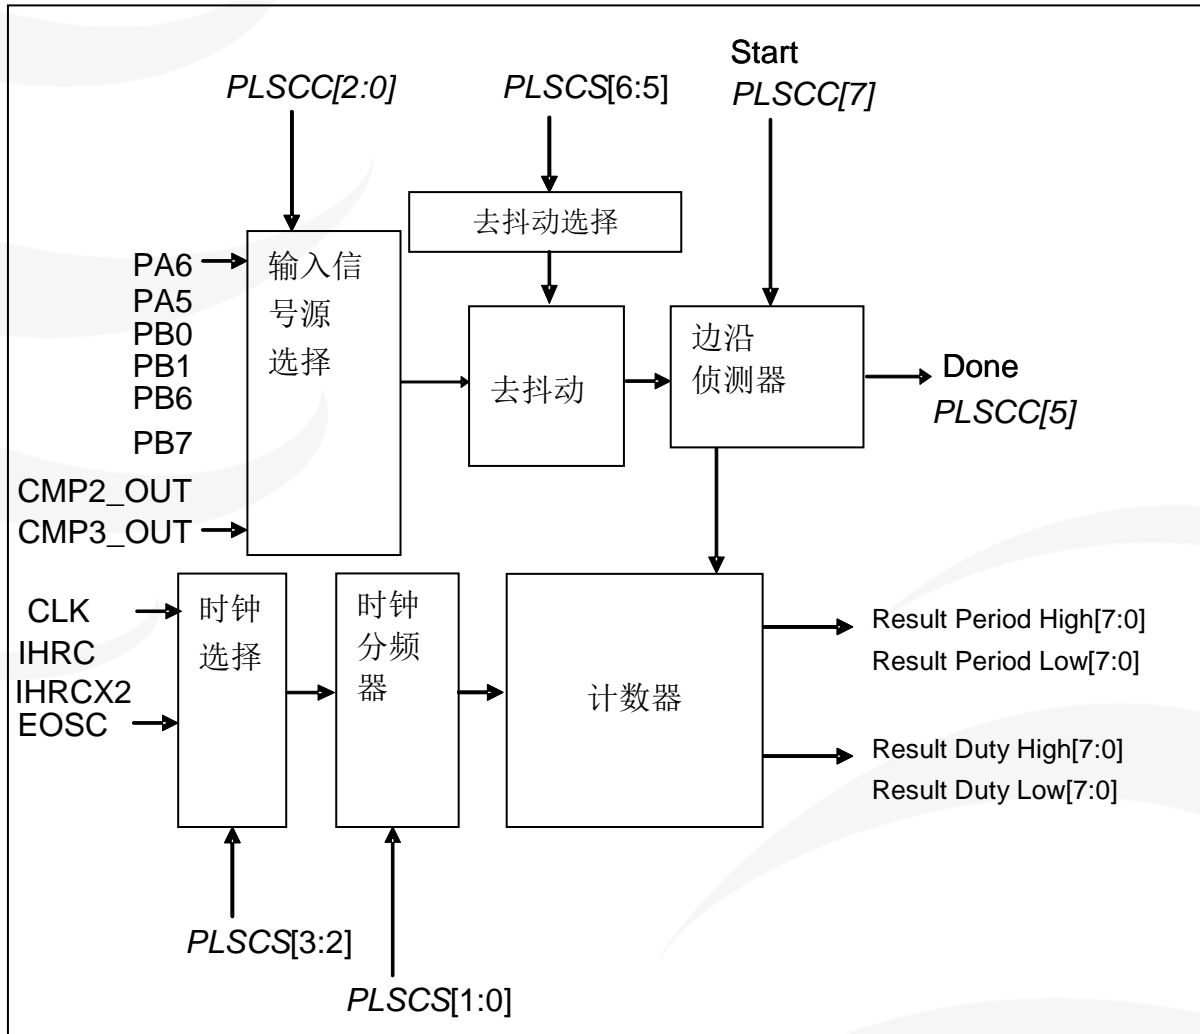 Start
PLSCC[2:0]
PLSCS[6:5]
PLSCC[7]
去抖动选择
PA6
PA5
PB0
PB1
PB6
PB7
CMP2_OUT
CMP3_OUT
输入信
号源
选择
去抖动
边沿
侦测器
Done
PLSCC[5]
CLK
IHRC
IHRCX2
EOSC
时钟
选择
时钟
分频
器
计数器
Result Period High[7:0]
Result Period Low[7:0]
Result Duty High[7:0]
Result Duty Low[7:0]
PLSCS[3:2]
PLSCS[1:0]